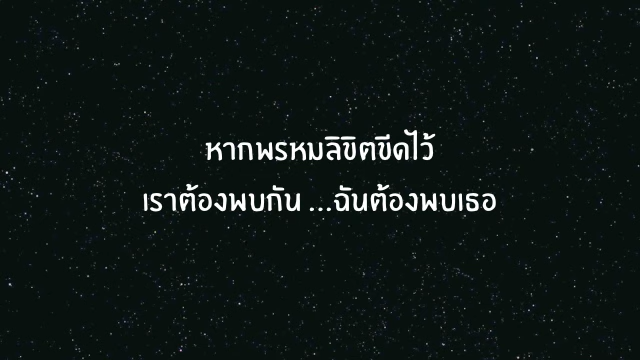 หากพรหมลิขิตขีดไว้
เราต้องพบกัน ...ฉันต้องพบเธอ